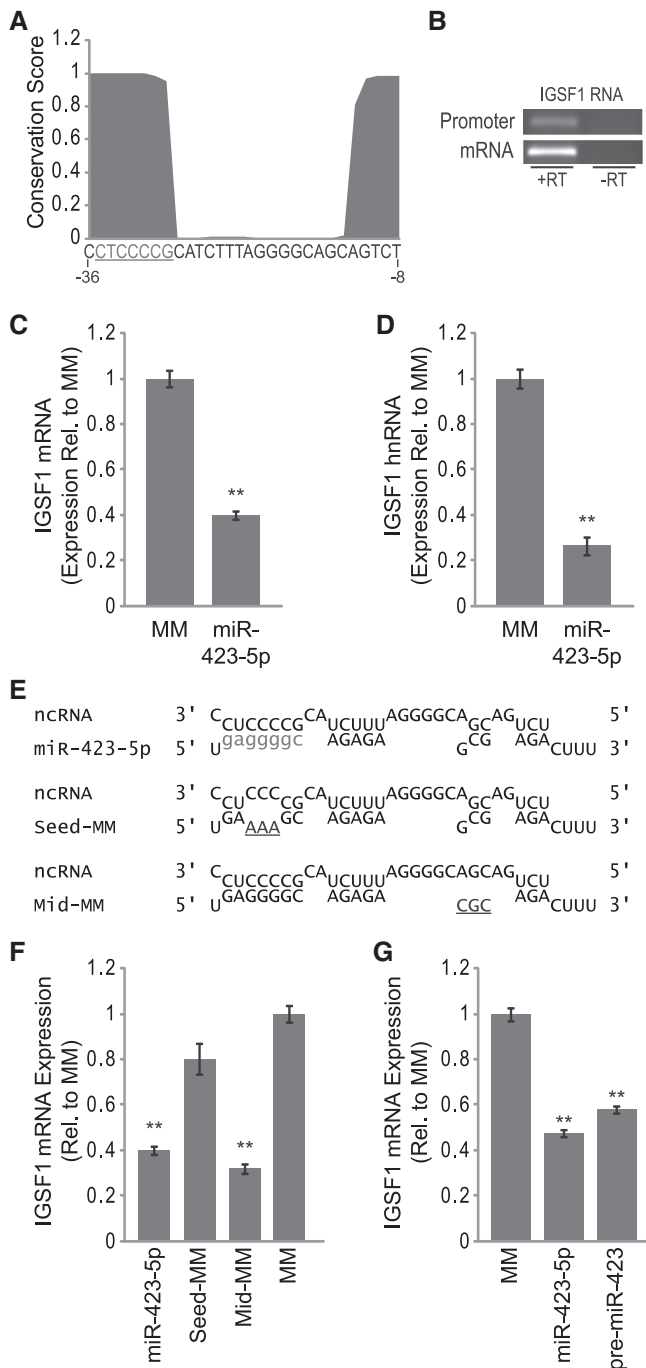 A
Conservation Score
1.2
1
0.8
0.6
0.4
0.2
0
CCTCCCCGCATCTTTAGGGGCAGCAGTCT
-36
-8
B
IGSF1 RNA
Promoter
mRNA
+RT
-RT
C
IGSF1 mRNA
(Expression Rel. to MM)
1.2
1
0.8
0.6
0.4
0.2
0
**
MM
miR-
423-5p
D
IGSF1 hnRNA
(Expression Rel. to MM)
1.2
1
0.8
0.6
0.4
0.2
0
**
MM
miR-
423-5p
E
ncRNA 3' CCUCCCCGCAUCUUUAGGGGCAGCAGUCU 5'
miR-423-5p 5' UgaggggcAGAGAGCGAGACUUU 3'
ncRNA 3' CCUCCCCGCAUCUUUAGGGGCAGCAGUCU 5'
Seed-MM 5' UGAAAAGCAGAGAGCGAGACUUU 3'
ncRNA 3' CCUCCCCGCAUCUUUAGGGGCAGCAGUCU 5'
Mid-MM 5' UGAGGGGCAGAGACGCAGACUUU 3'
F
IGSF1 mRNA Expression
(Rel. to MM)
1.2
1
0.8
0.6
0.4
0.2
0
**
**
miR-423-5p
Seed-MM
Mid-MM
MM
G
IGSF1 mRNA Expression
(Rel. to MM)
1.2
1
0.8
0.6
0.4
0.2
0
**
**
MM
miR-423-5p
pre-miR-423